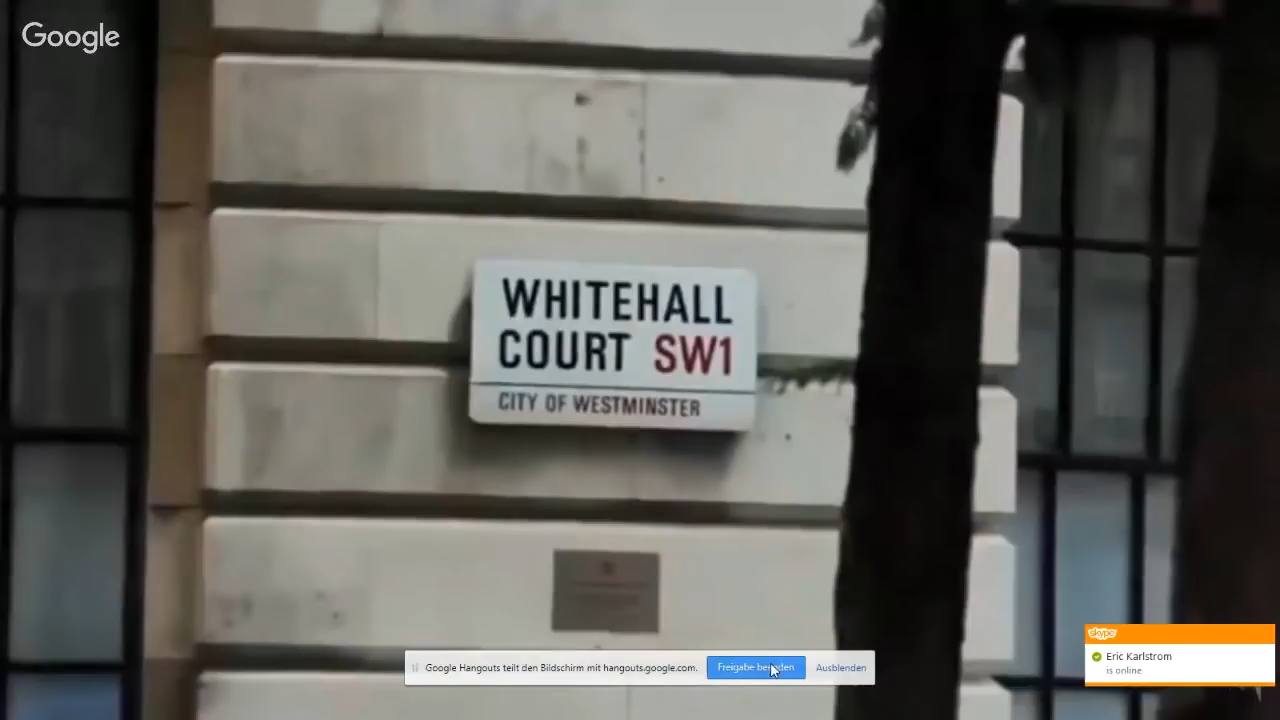 Google
WHITEHALL
COURT SW1
CITY OF WESTMINSTER
Google Hangouts teilt den Bildschirm mit hangouts.google.com.
Freigabe beenden
Ausblenden
skype
Eric Karlstrom
is online